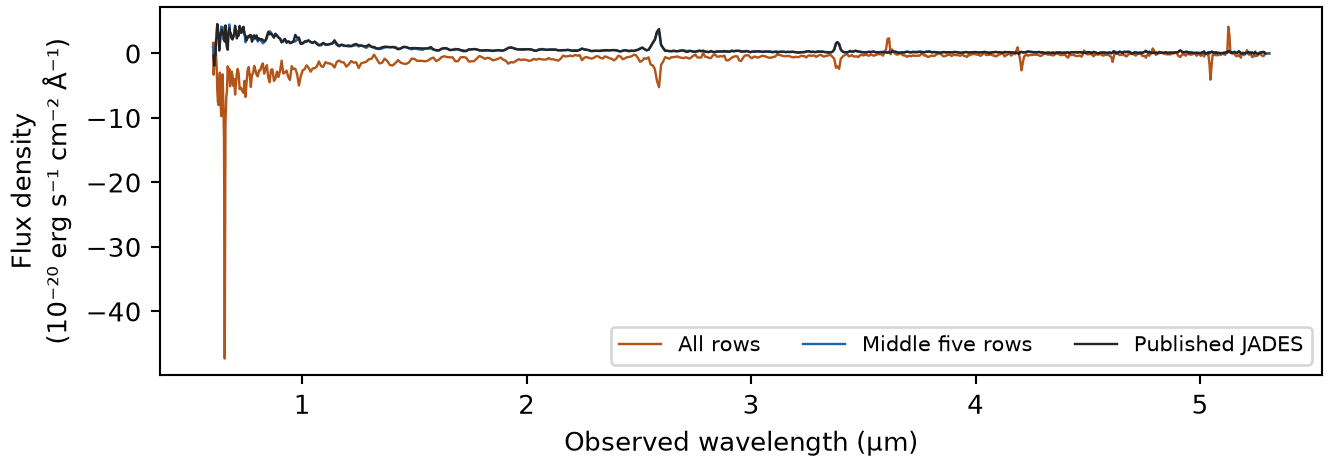 Flux density
(10⁻²⁰ erg s⁻¹ cm⁻² Å⁻¹)
0
−10
−20
−30
−40
All rows
Middle five rows
Published JADES
1
2
3
4
5
Observed wavelength (µm)